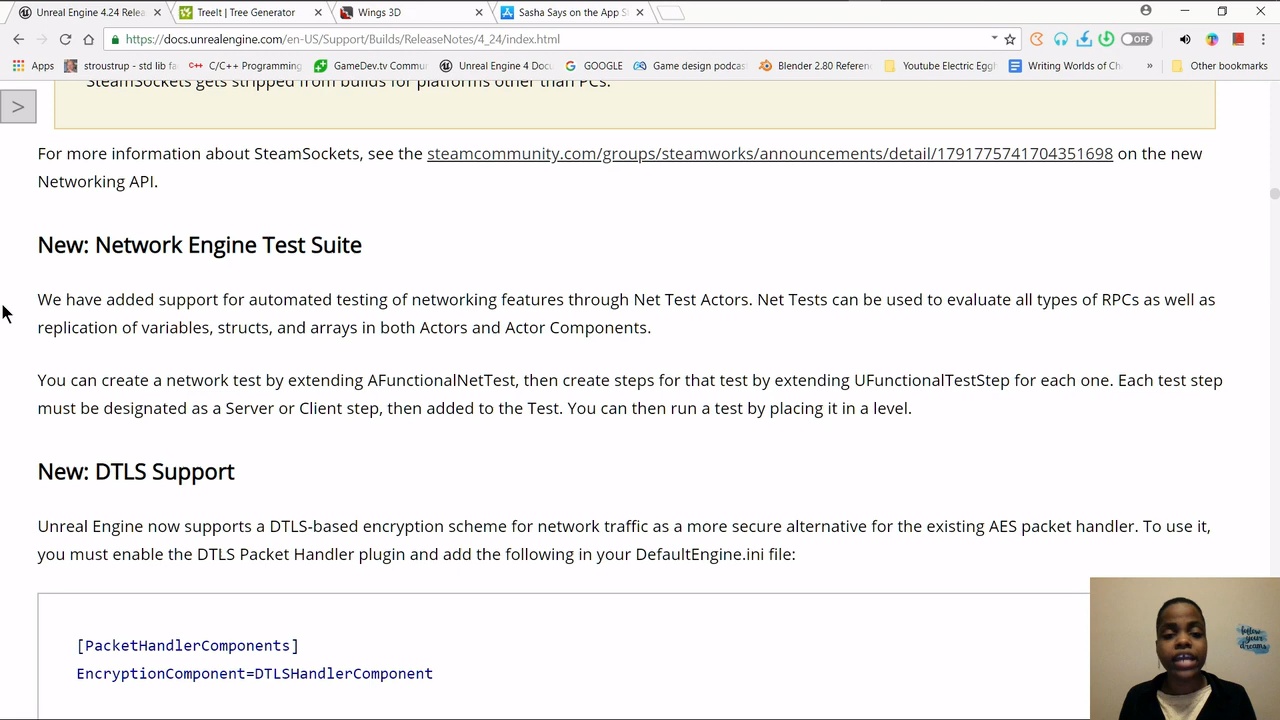 Unreal Engine 4.24 Relea
TreeIt | Tree Generator
Wings 3D
Sasha Says on the App S
https://docs.unrealengine.com/en-US/Support/Builds/ReleaseNotes/4_24/index.html
OFF
Apps
stroustrup - std lib fa
C/C++ Programming
GameDev.tv Commu
Unreal Engine 4 Docu
GOOGLE
Game design podcas
Blender 2.80 Referen
Youtube Electric Eggh
Writing Worlds of Ch
»
Other bookmarks
SteamSockets gets stripped from builds for platforms other than PCs.
>
For more information about SteamSockets, see the steamcommunity.com/groups/steamworks/announcements/detail/1791775741704351698 on the new
Networking API.
New: Network Engine Test Suite
We have added support for automated testing of networking features through Net Test Actors. Net Tests can be used to evaluate all types of RPCs as well as
replication of variables, structs, and arrays in both Actors and Actor Components.
You can create a network test by extending AFunctionalNetTest, then create steps for that test by extending UFunctionalTestStep for each one. Each test step
must be designated as a Server or Client step, then added to the Test. You can then run a test by placing it in a level.
New: DTLS Support
Unreal Engine now supports a DTLS-based encryption scheme for network traffic as a more secure alternative for the existing AES packet handler. To use it,
you must enable the DTLS Packet Handler plugin and add the following in your DefaultEngine.ini file:
[PacketHandlerComponents]
EncryptionComponent=DTLSHandlerComponent
follow
your
dreams